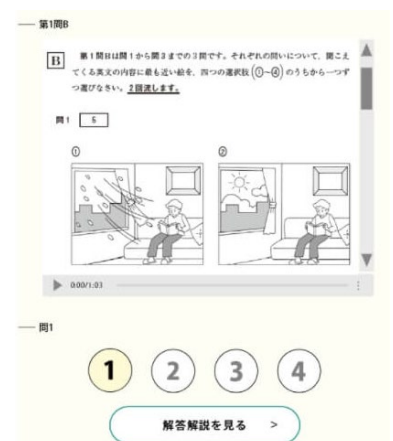 第1問B
B 第1問Bは問1から問3までの3問です。それぞれの問いについて、聞こえ
てくる英文の内容に最も近い絵を、四つの選択肢(①~④)のうちから一つず
つ選びなさい。2回流します。
問1 5
① ②
0:00/1:03
問1
1 2 3 4
解答解説を見る >